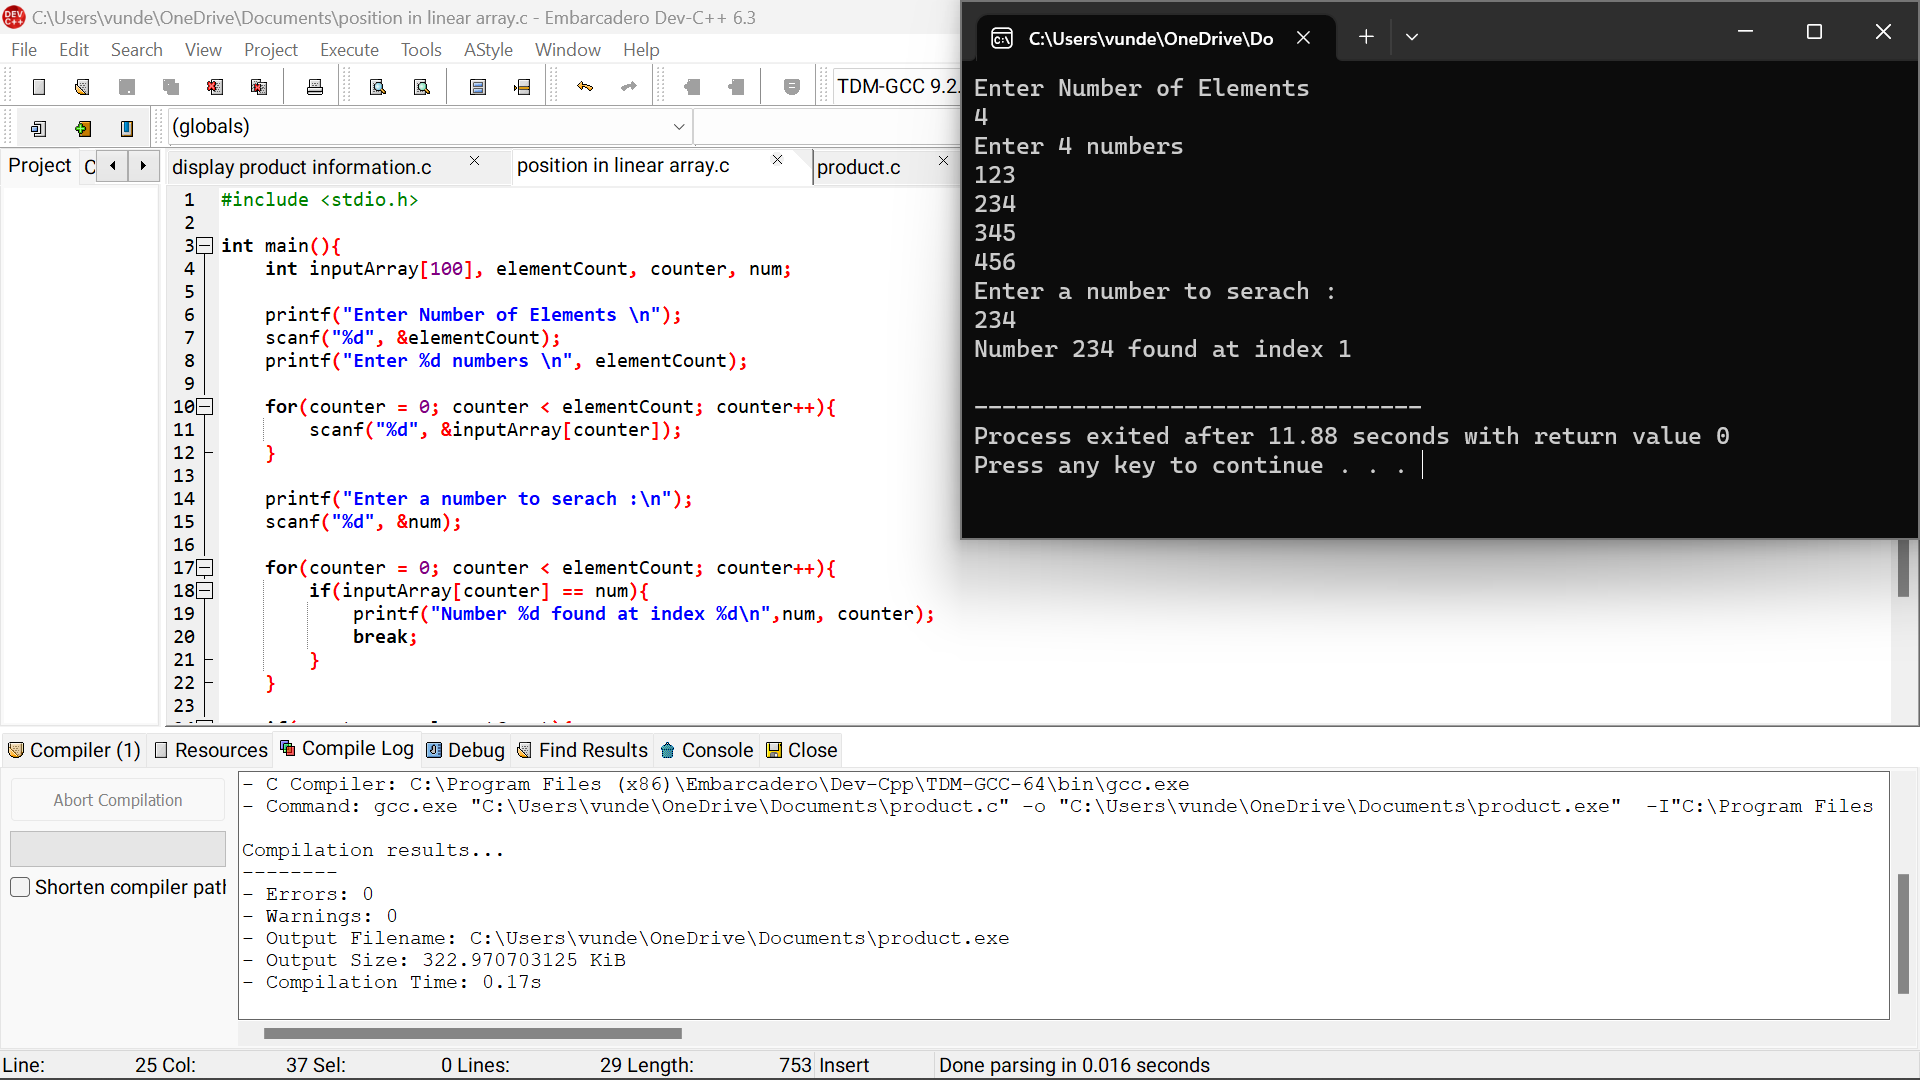 C:\Users\vunde\OneDrive\Documents\position in linear array.c - Embarcadero Dev-C++ 6.3
File Edit Search View Project Execute Tools AStyle Window Help
TDM-GCC 9.2.
(globals)
Project C display product information.c position in linear array.c product.c
1 #include <stdio.h>
2
3 int main(){
4 int inputArray[100], elementCount, counter, num;
5
6 printf("Enter Number of Elements \n");
7 scanf("%d", &elementCount);
8 printf("Enter %d numbers \n", elementCount);
9
10 for(counter = 0; counter < elementCount; counter++){
11 scanf("%d", &inputArray[counter]);
12 }
13
14 printf("Enter a number to serach :\n");
15 scanf("%d", &num);
16
17 for(counter = 0; counter < elementCount; counter++){
18 if(inputArray[counter] == num){
19 printf("Number %d found at index %d\n",num, counter);
20 break;
21 }
22 }
23
C:\Users\vunde\OneDrive\Do
Enter Number of Elements
4
Enter 4 numbers
123
234
345
456
Enter a number to serach :
234
Number 234 found at index 1
--------------------------------
Process exited after 11.88 seconds with return value 0
Press any key to continue . . .
Compiler (1) Resources Compile Log Debug Find Results Console Close
Abort Compilation
Shorten compiler path
- C Compiler: C:\Program Files (x86)\Embarcadero\Dev-Cpp\TDM-GCC-64\bin\gcc.exe
- Command: gcc.exe "C:\Users\vunde\OneDrive\Documents\product.c" -o "C:\Users\vunde\OneDrive\Documents\product.exe" -I"C:\Program Files
Compilation results...
--------
- Errors: 0
- Warnings: 0
- Output Filename: C:\Users\vunde\OneDrive\Documents\product.exe
- Output Size: 322.970703125 KiB
- Compilation Time: 0.17s
Line: 25 Col: 37 Sel: 0 Lines: 29 Length: 753 Insert Done parsing in 0.016 seconds